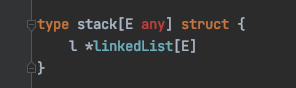 type stack[E any] struct {
    l *linkedList[E]
}